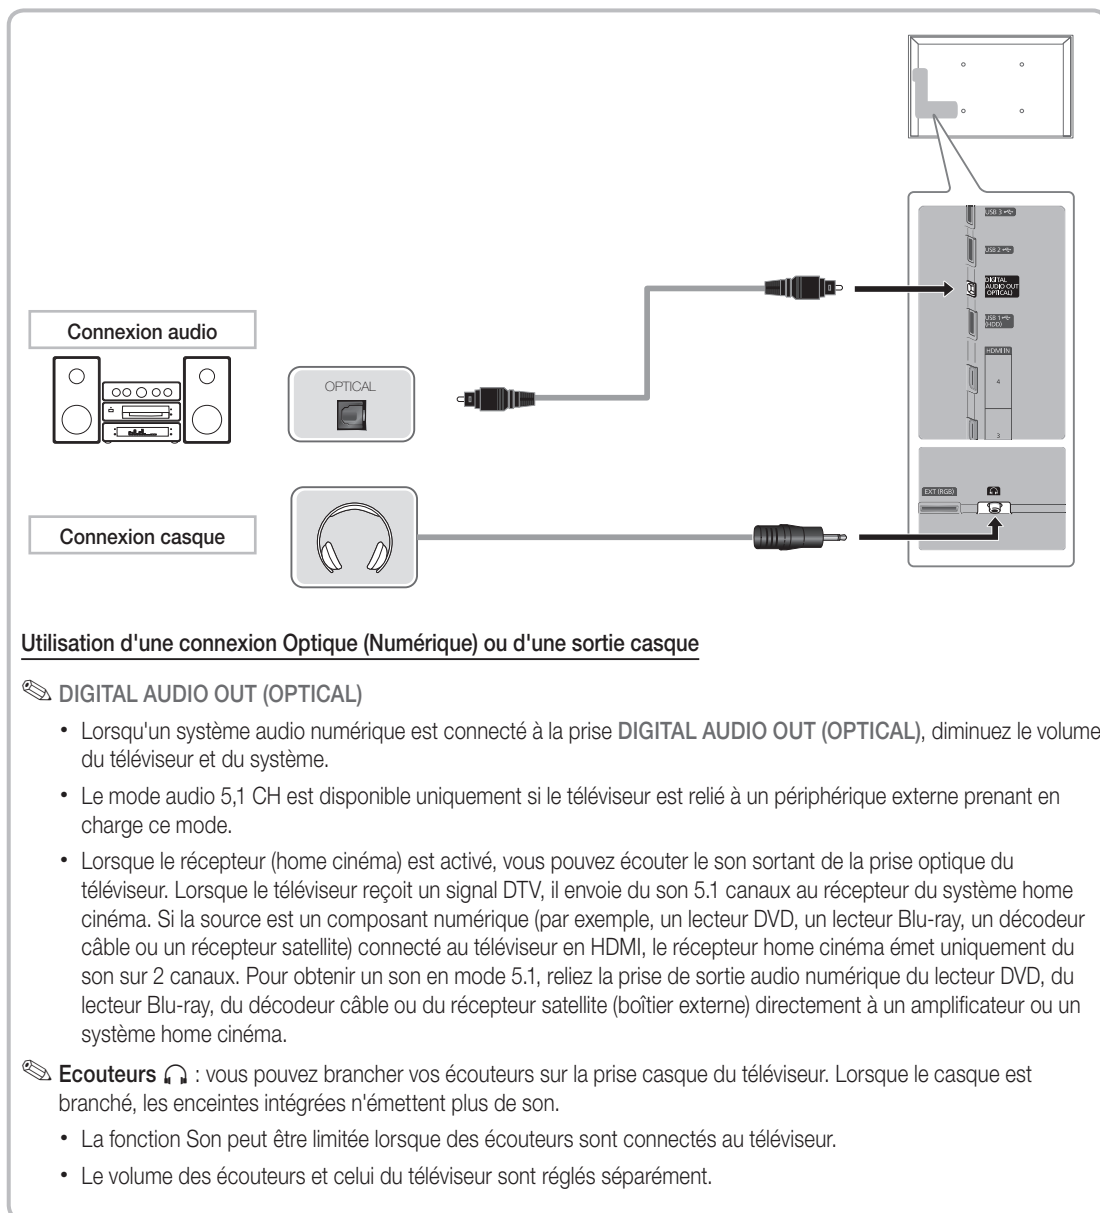 USB 3
USB 2
DIGITAL
AUDIO OUT
(OPTICAL)
USB 1
(HDD)
HDMI IN
4
3
Connexion audio
OPTICAL
EXT (RGB)
Connexion casque
Utilisation d'une connexion Optique (Numérique) ou d'une sortie casque
DIGITAL AUDIO OUT (OPTICAL)
• Lorsqu'un système audio numérique est connecté à la prise DIGITAL AUDIO OUT (OPTICAL), diminuez le volume
du téléviseur et du système.
• Le mode audio 5,1 CH est disponible uniquement si le téléviseur est relié à un périphérique externe prenant en
charge ce mode.
• Lorsque le récepteur (home cinéma) est activé, vous pouvez écouter le son sortant de la prise optique du
téléviseur. Lorsque le téléviseur reçoit un signal DTV, il envoie du son 5.1 canaux au récepteur du système home
cinéma. Si la source est un composant numérique (par exemple, un lecteur DVD, un lecteur Blu-ray, un décodeur
câble ou un récepteur satellite) connecté au téléviseur en HDMI, le récepteur home cinéma émet uniquement du
son sur 2 canaux. Pour obtenir un son en mode 5.1, reliez la prise de sortie audio numérique du lecteur DVD, du
lecteur Blu-ray, du décodeur câble ou du récepteur satellite (boîtier externe) directement à un amplificateur ou un
système home cinéma.
Ecouteurs : vous pouvez brancher vos écouteurs sur la prise casque du téléviseur. Lorsque le casque est
branché, les enceintes intégrées n'émettent plus de son.
• La fonction Son peut être limitée lorsque des écouteurs sont connectés au téléviseur.
• Le volume des écouteurs et celui du téléviseur sont réglés séparément.